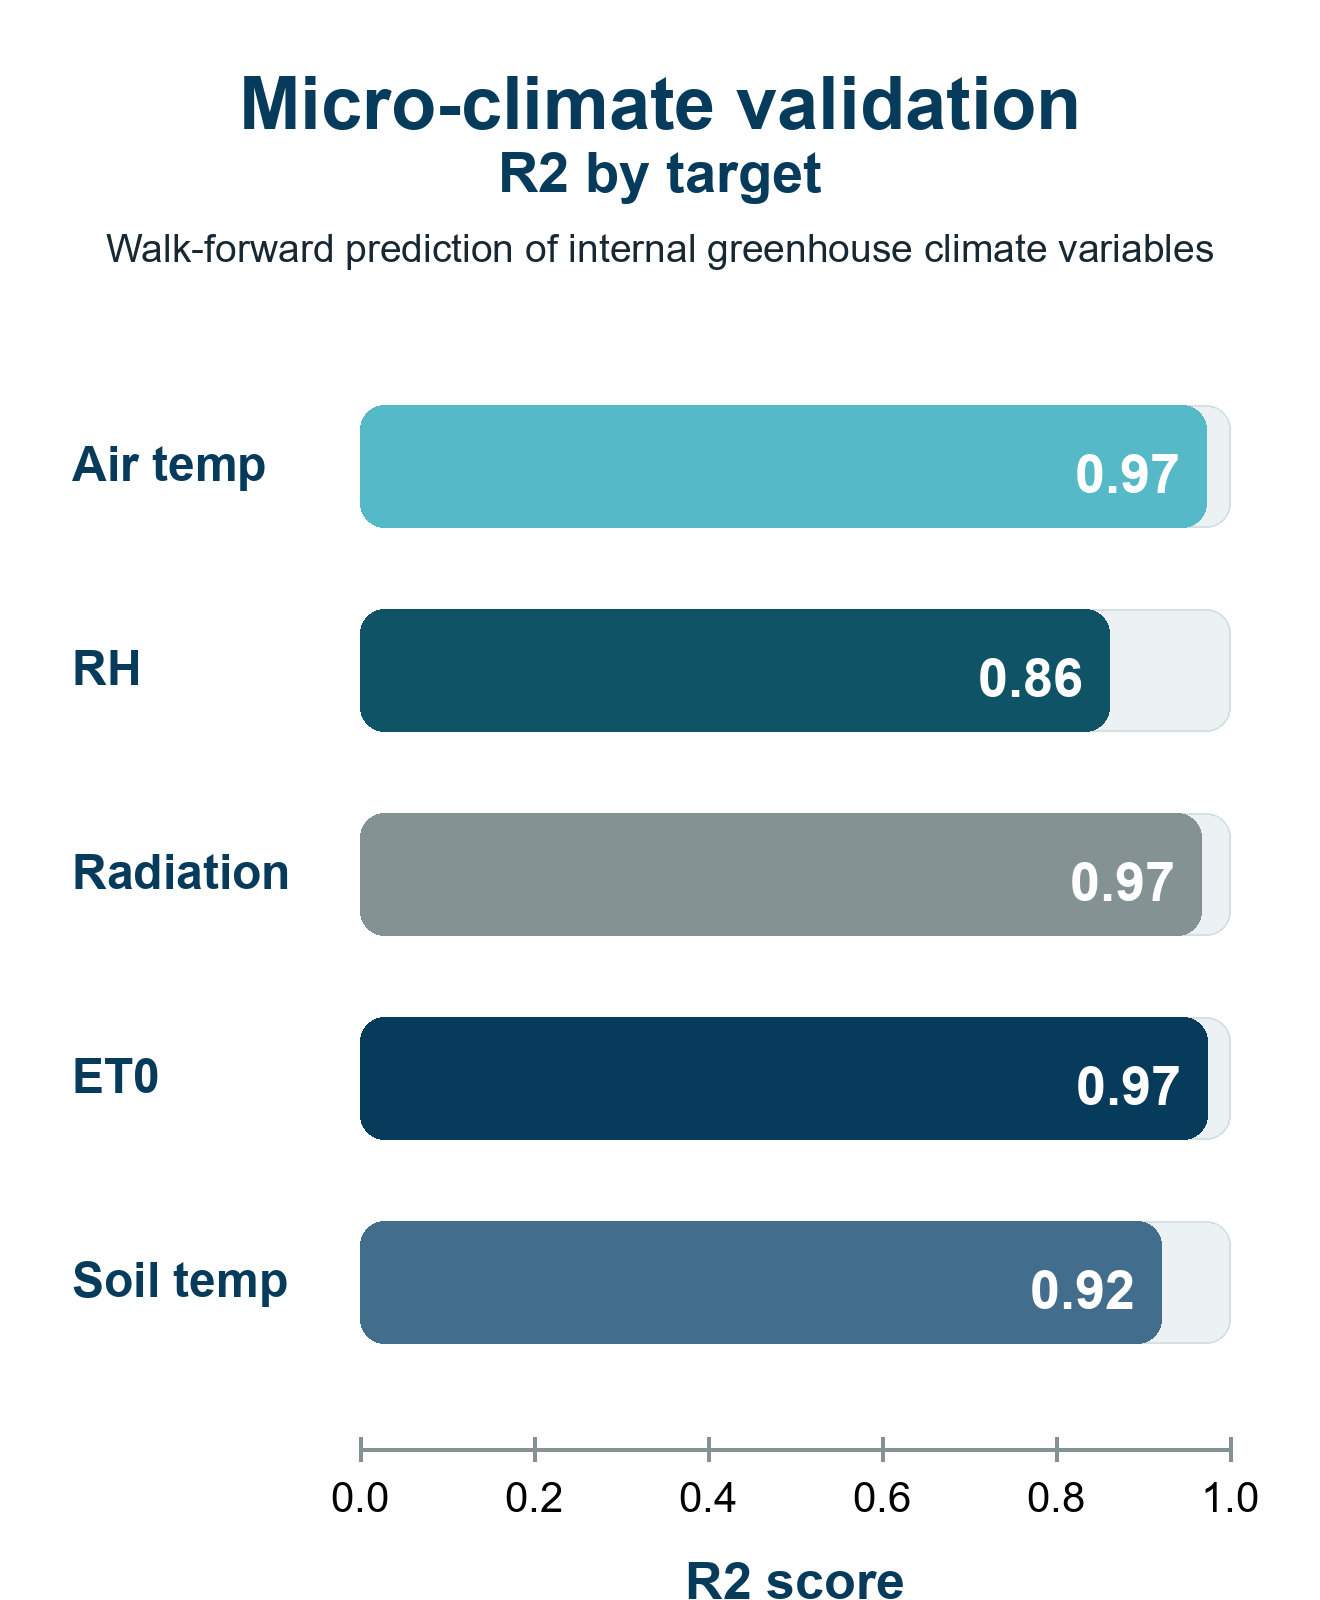 Micro-climate validation
R2 by target
Walk-forward prediction of internal greenhouse climate variables
Air temp 0.97
RH 0.86
Radiation 0.97
ET0 0.97
Soil temp 0.92
0.0 0.2 0.4 0.6 0.8 1.0
R2 score